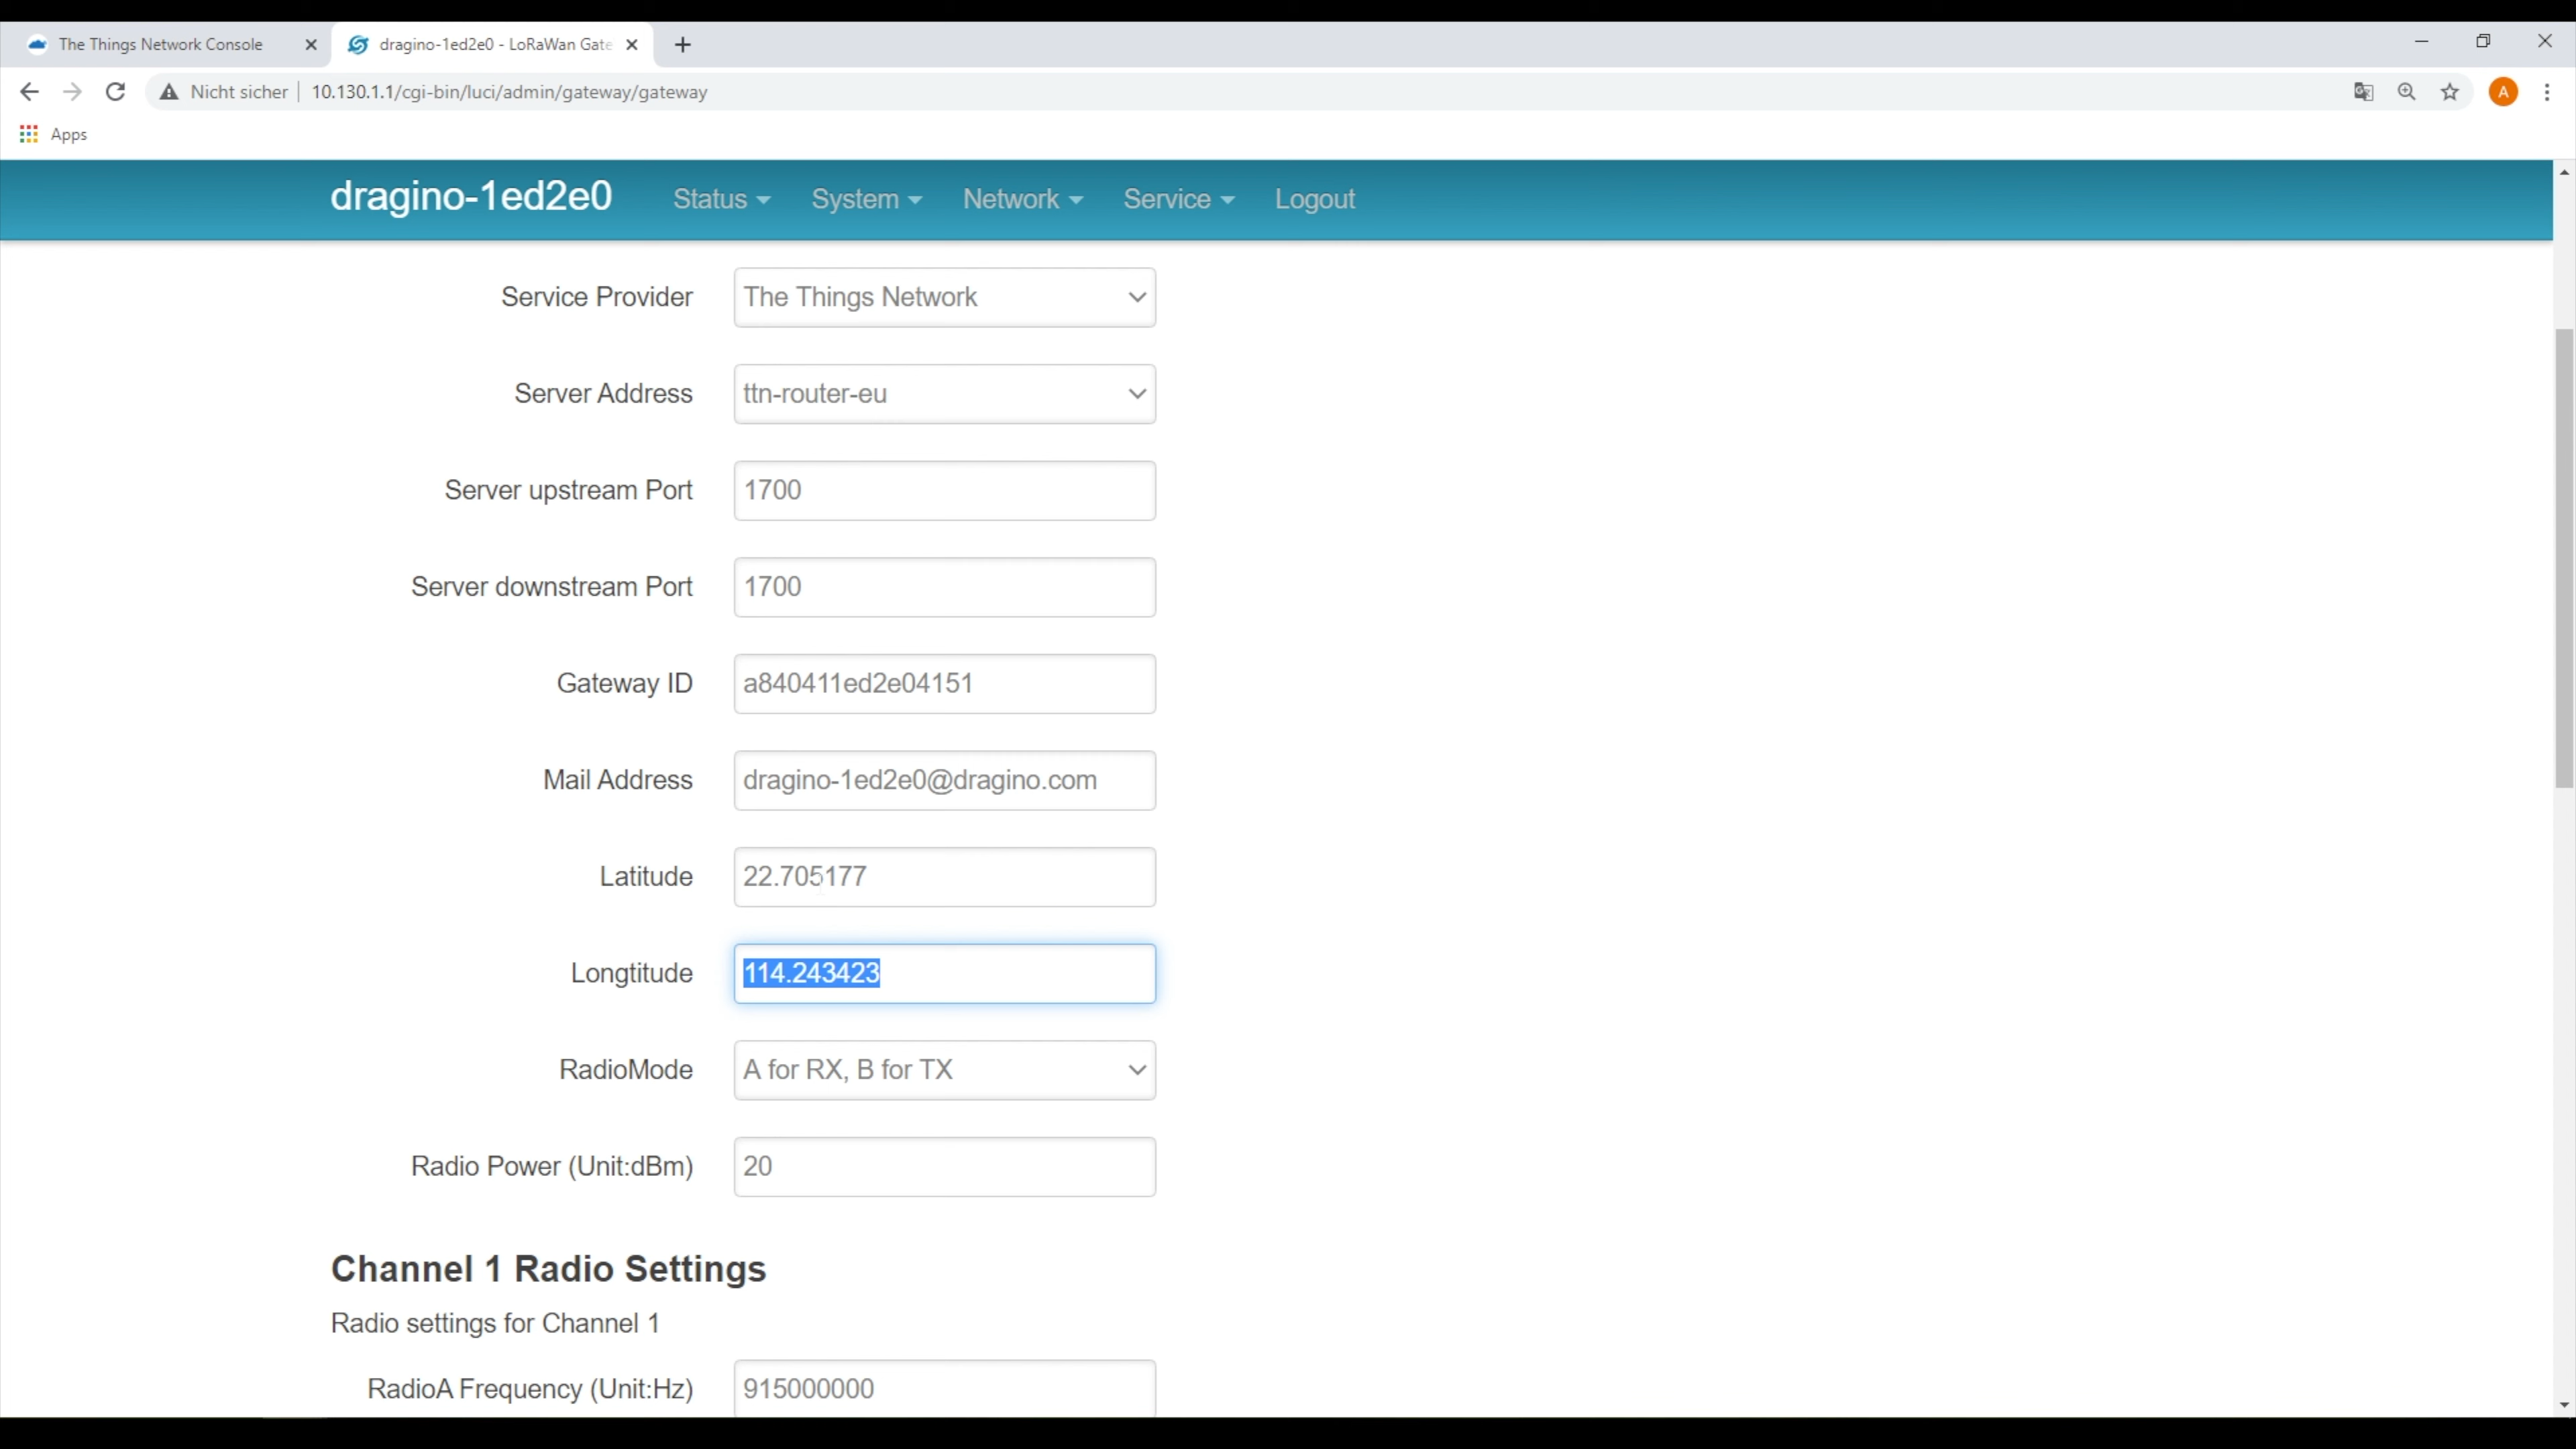 The Things Network Console
dragino-1ed2e0 - LoRaWan Gate
Nicht sicher
10.130.1.1/cgi-bin/luci/admin/gateway/gateway
A
Apps
dragino-1ed2e0 Status System Network Service Logout
Service Provider The Things Network
Server Address ttn-router-eu
Server upstream Port 1700
Server downstream Port 1700
Gateway ID a840411ed2e04151
Mail Address dragino-1ed2e0@dragino.com
Latitude 22.705177
Longtitude 114.243423
RadioMode A for RX, B for TX
Radio Power (Unit:dBm) 20
Channel 1 Radio Settings
Radio settings for Channel 1
RadioA Frequency (Unit:Hz) 915000000